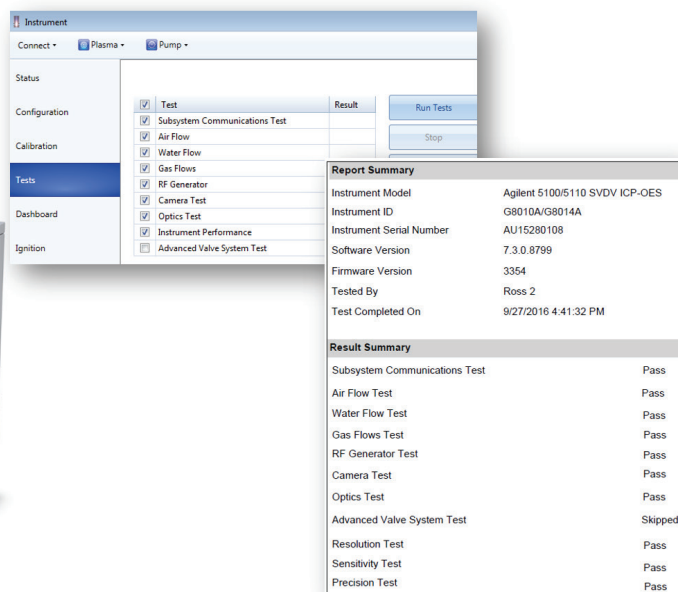 Instrument
Connect Plasma Pump
Status
Configuration
Calibration
Tests
Dashboard
Ignition
Test Result
Subsystem Communications Test
Air Flow
Water Flow
Gas Flows
RF Generator
Camera Test
Optics Test
Instrument Performance
Advanced Valve System Test
Run Tests
Stop
Report Summary
Instrument Model Agilent 5100/5110 SVDV ICP-OES
Instrument ID G8010A/G8014A
Instrument Serial Number AU15280108
Software Version 7.3.0.8799
Firmware Version 3354
Tested By Ross 2
Test Completed On 9/27/2016 4:41:32 PM
Result Summary
Subsystem Communications Test Pass
Air Flow Test Pass
Water Flow Test Pass
Gas Flows Test Pass
RF Generator Test Pass
Camera Test Pass
Optics Test Pass
Advanced Valve System Test Skipped
Resolution Test Pass
Sensitivity Test Pass
Precision Test Pass